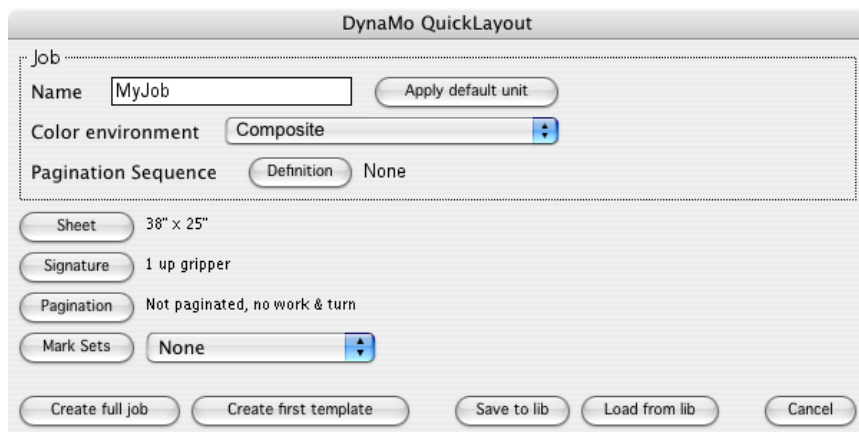 DynaMo QuickLayout
Job
Name MyJob Apply default unit
Color environment Composite
Pagination Sequence Definition None
Sheet 38" x 25"
Signature 1 up gripper
Pagination Not paginated, no work & turn
Mark Sets None
Create full job Create first template Save to lib Load from lib Cancel